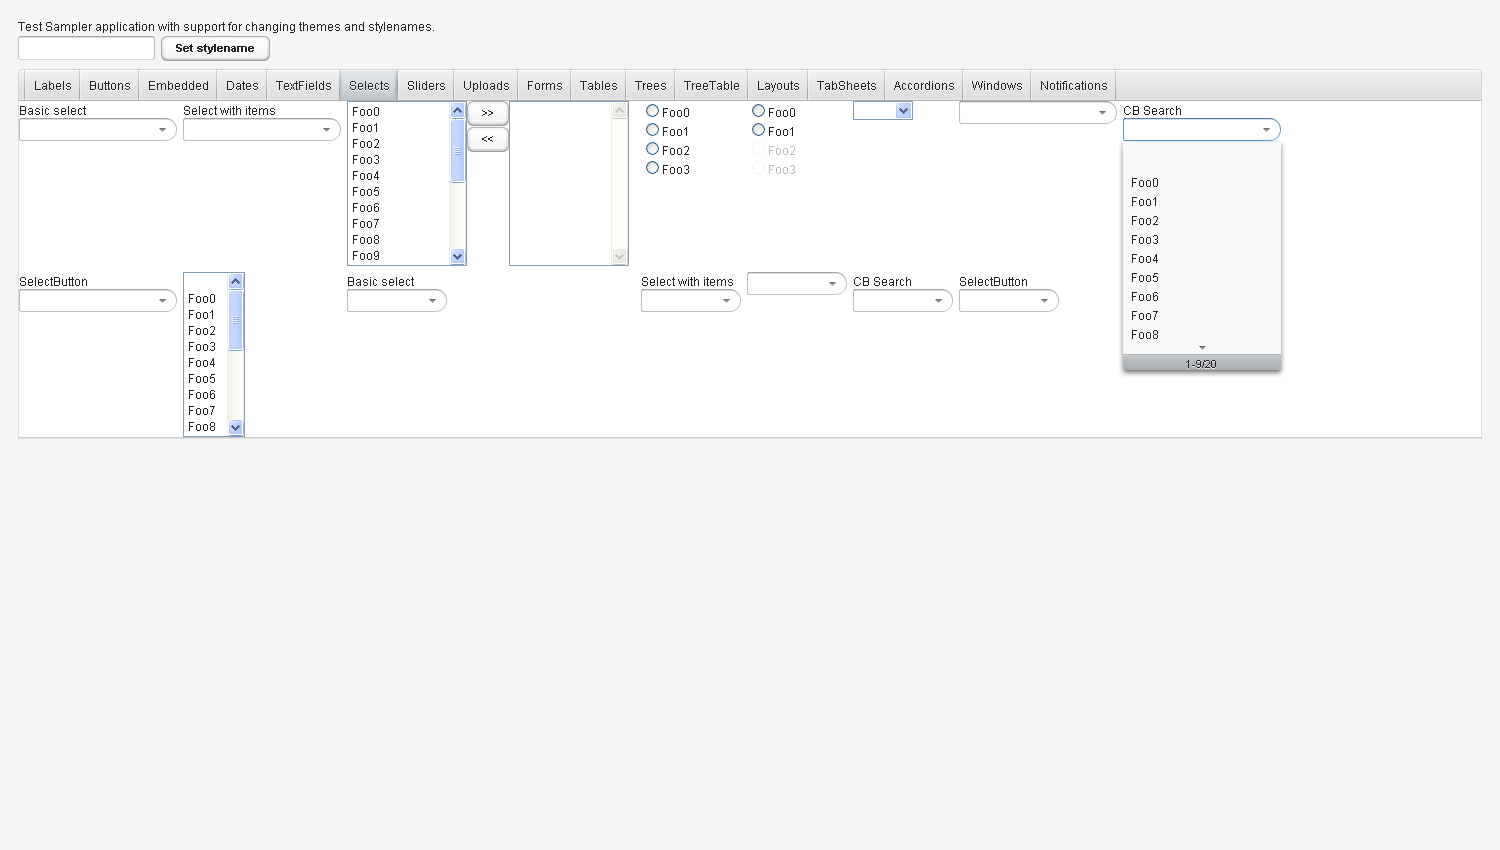 Test Sampler application with support for changing themes and stylenames.
Set stylename
Labels Buttons Embedded Dates TextFields Selects Sliders Uploads Forms Tables Trees TreeTable Layouts TabSheets Accordions Windows Notifications
Basic select
Select with items
Foo0
Foo1
Foo2
Foo3
Foo4
Foo5
Foo6
Foo7
Foo8
Foo9
>>
<<
Foo0
Foo1
Foo2
Foo3
Foo0
Foo1
Foo2
Foo3
CB Search
Foo0
Foo1
Foo2
Foo3
Foo4
Foo5
Foo6
Foo7
Foo8
1-9/20
SelectButton
Foo0
Foo1
Foo2
Foo3
Foo4
Foo5
Foo6
Foo7
Foo8
Basic select
Select with items
CB Search
SelectButton